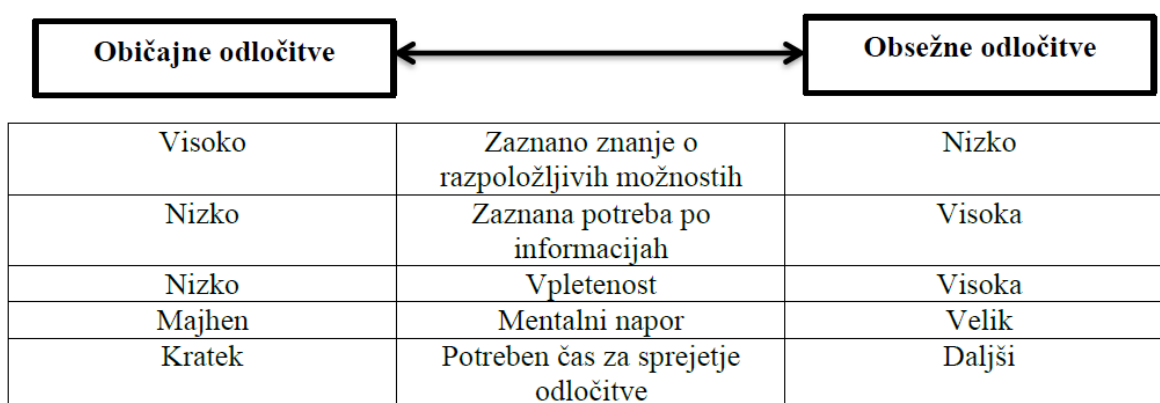 Običajne odločitve
Obsežne odločitve
Visoko
Zaznano znanje o
razpoložljivih možnostih
Nizko
Nizko
Zaznana potreba po
informacijah
Visoka
Nizko
Vpletenost
Visoka
Majhen
Mentalni napor
Velik
Kratek
Potreben čas za sprejetje
odločitve
Daljši